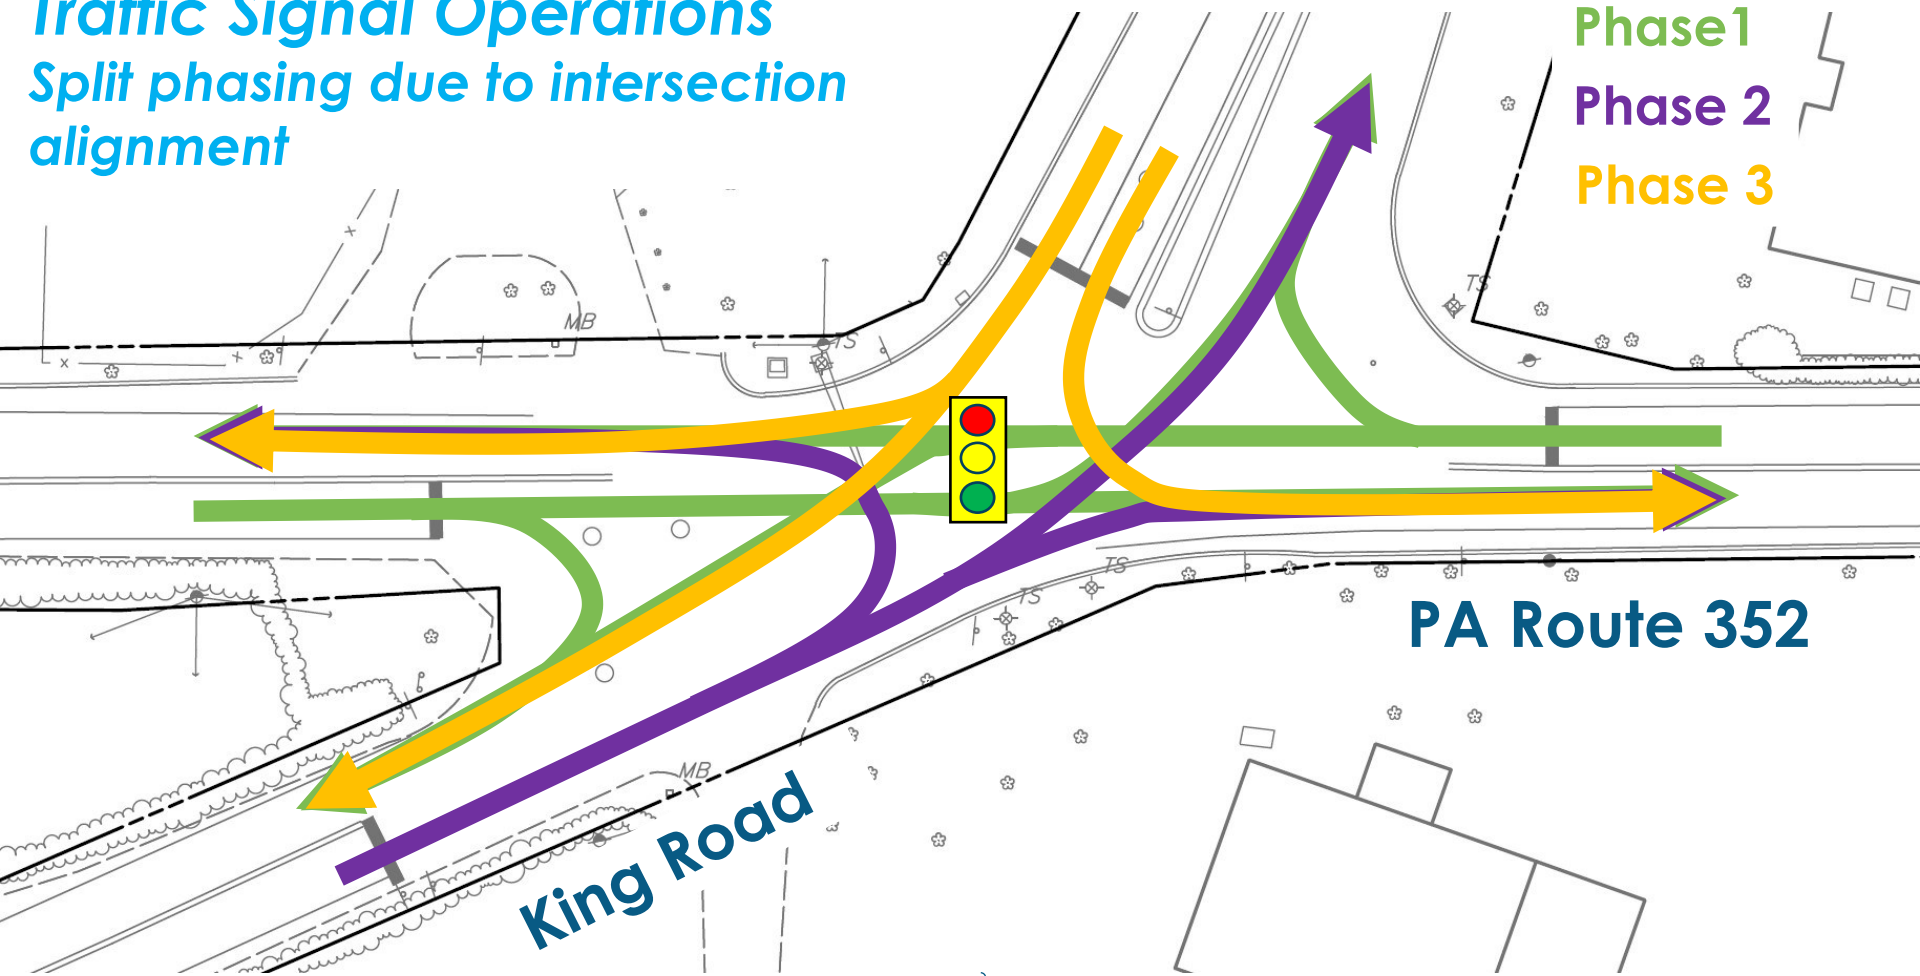 Traffic Signal Operations
Split phasing due to intersection
alignment
Phase1
Phase 2
Phase 3
TS
MB
TS
TS
TS
PA Route 352
MB
King Road